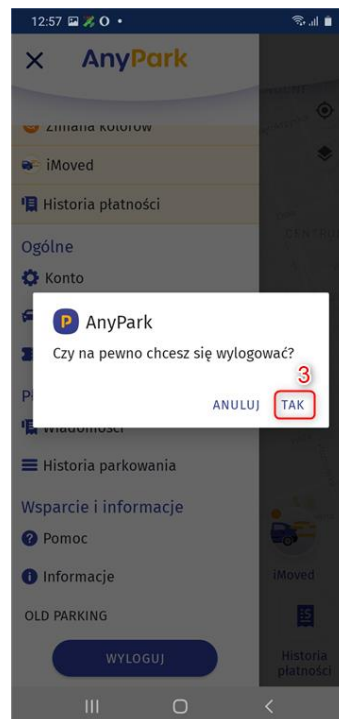 12:57
AnyPark
Zmiana kolorów
iMoved
Historia płatności
CENTRU
Ogólne
Konto
AnyPark
Czy na pewno chcesz się wylogować?
3
ANULUJ TAK
P
Wiadomości
Historia parkowania
Wsparcie i informacje
Pomoc
Informacje
iMoved
OLD PARKING
WYLOGUJ
Historia
płatności